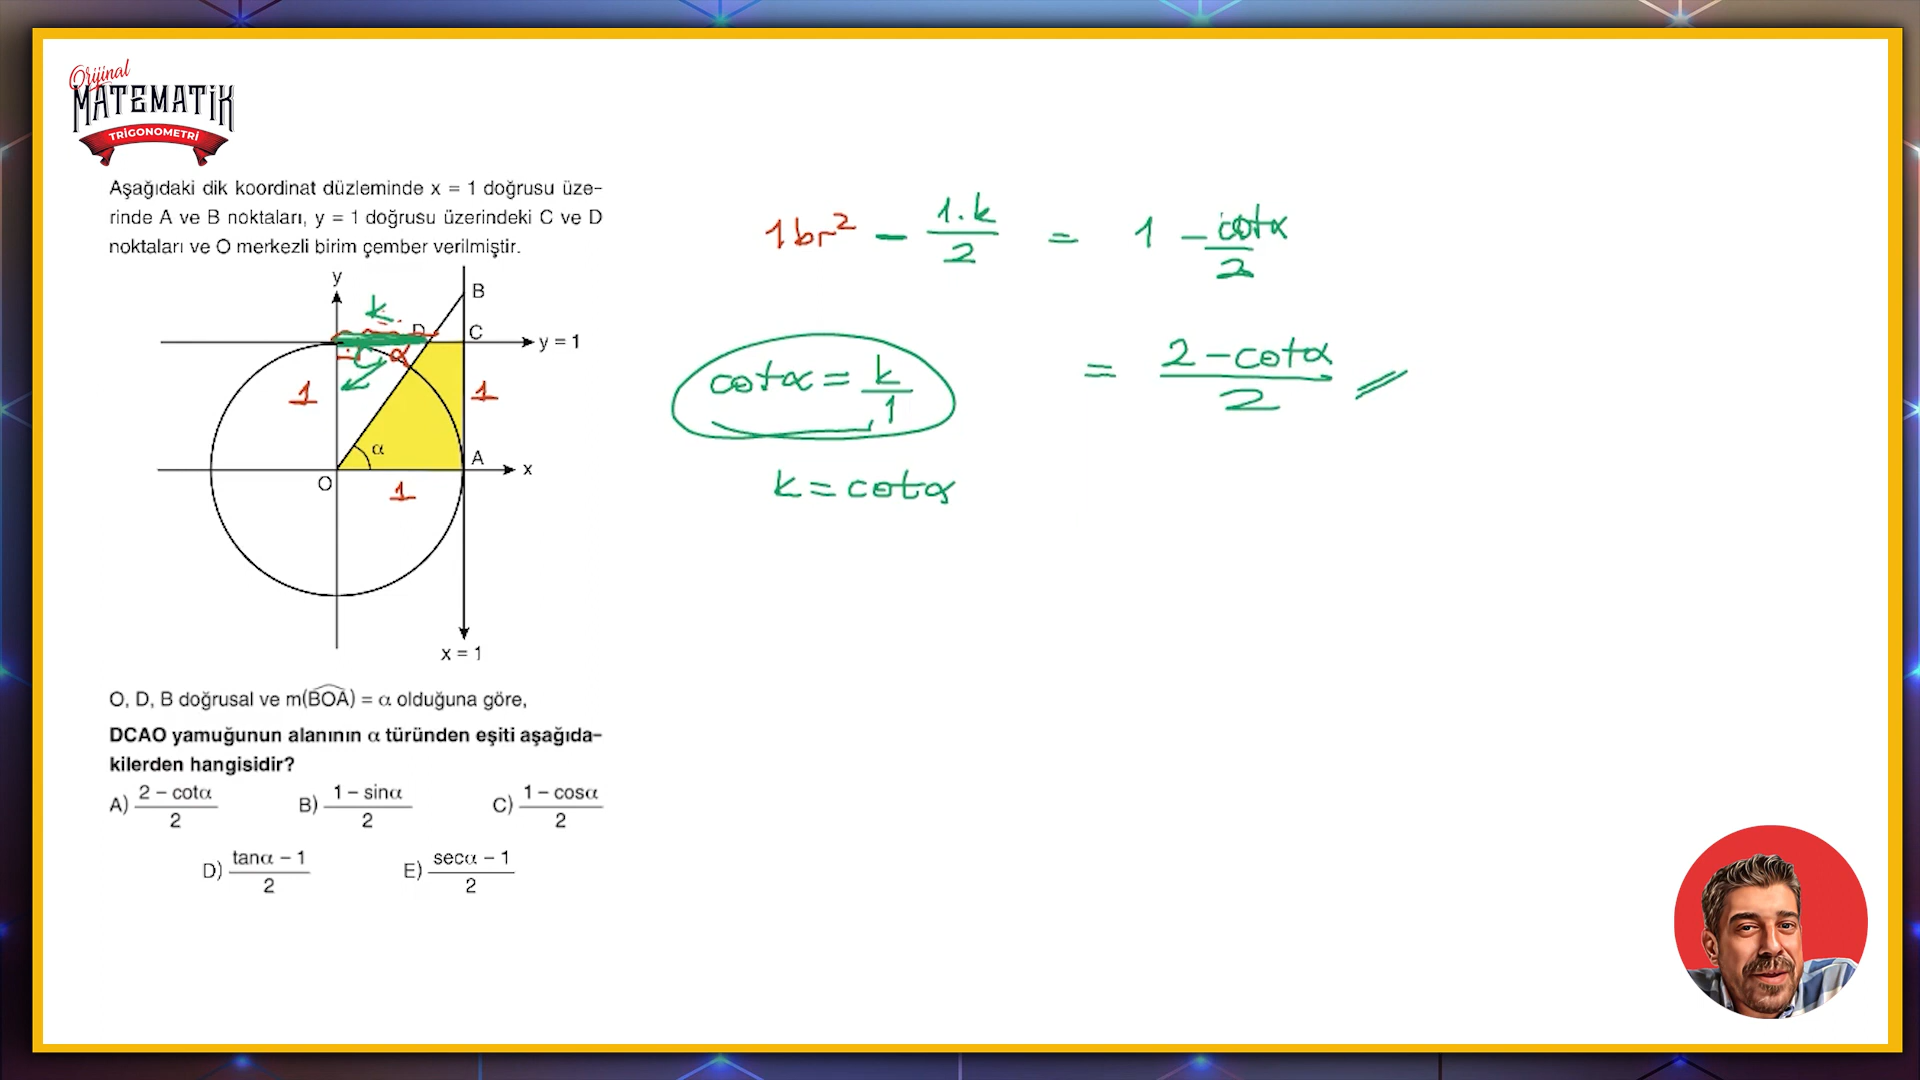 Orijinal
MATEMATİK
TRİGONOMETRİ
Aşağıdaki dik koordinat düzleminde x = 1 doğrusu üze-
rinde A ve B noktaları, y = 1 doğrusu üzerindeki C ve D
noktaları ve O merkezli birim çember verilmiştir.
y
B
k
D
C
y = 1
α
1
1
α
A
x
O
1
x = 1
O, D, B doğrusal ve m(BOA) = α olduğuna göre,
DCAO yamuğunun alanının α türünden eşiti aşağıda-
kilerden hangisidir?
A) (2 – cotα)/2 B) (1 – sinα)/2 C) (1 – cosα)/2
D) (tanα – 1)/2 E) (secα – 1)/2
1br² – (1.k)/2 = 1 – cotα/2
cotα = k/1
= (2 – cotα)/2
k = cotα